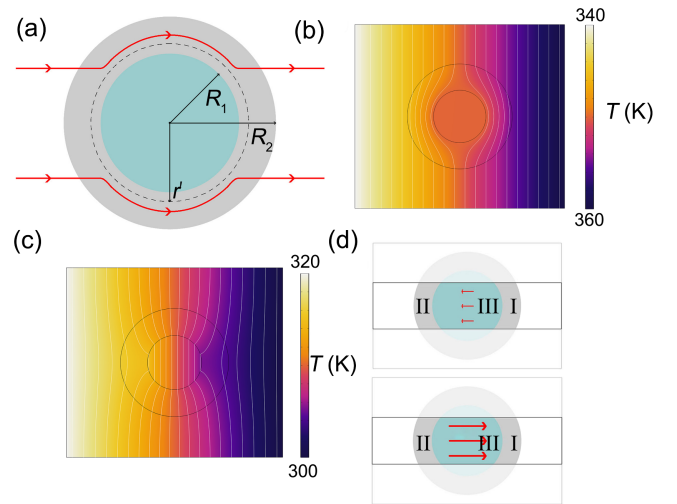 (a)
R1
R2
r'
(b)
340
T (K)
360
(c)
320
T (K)
300
(d)
II III I
II III I